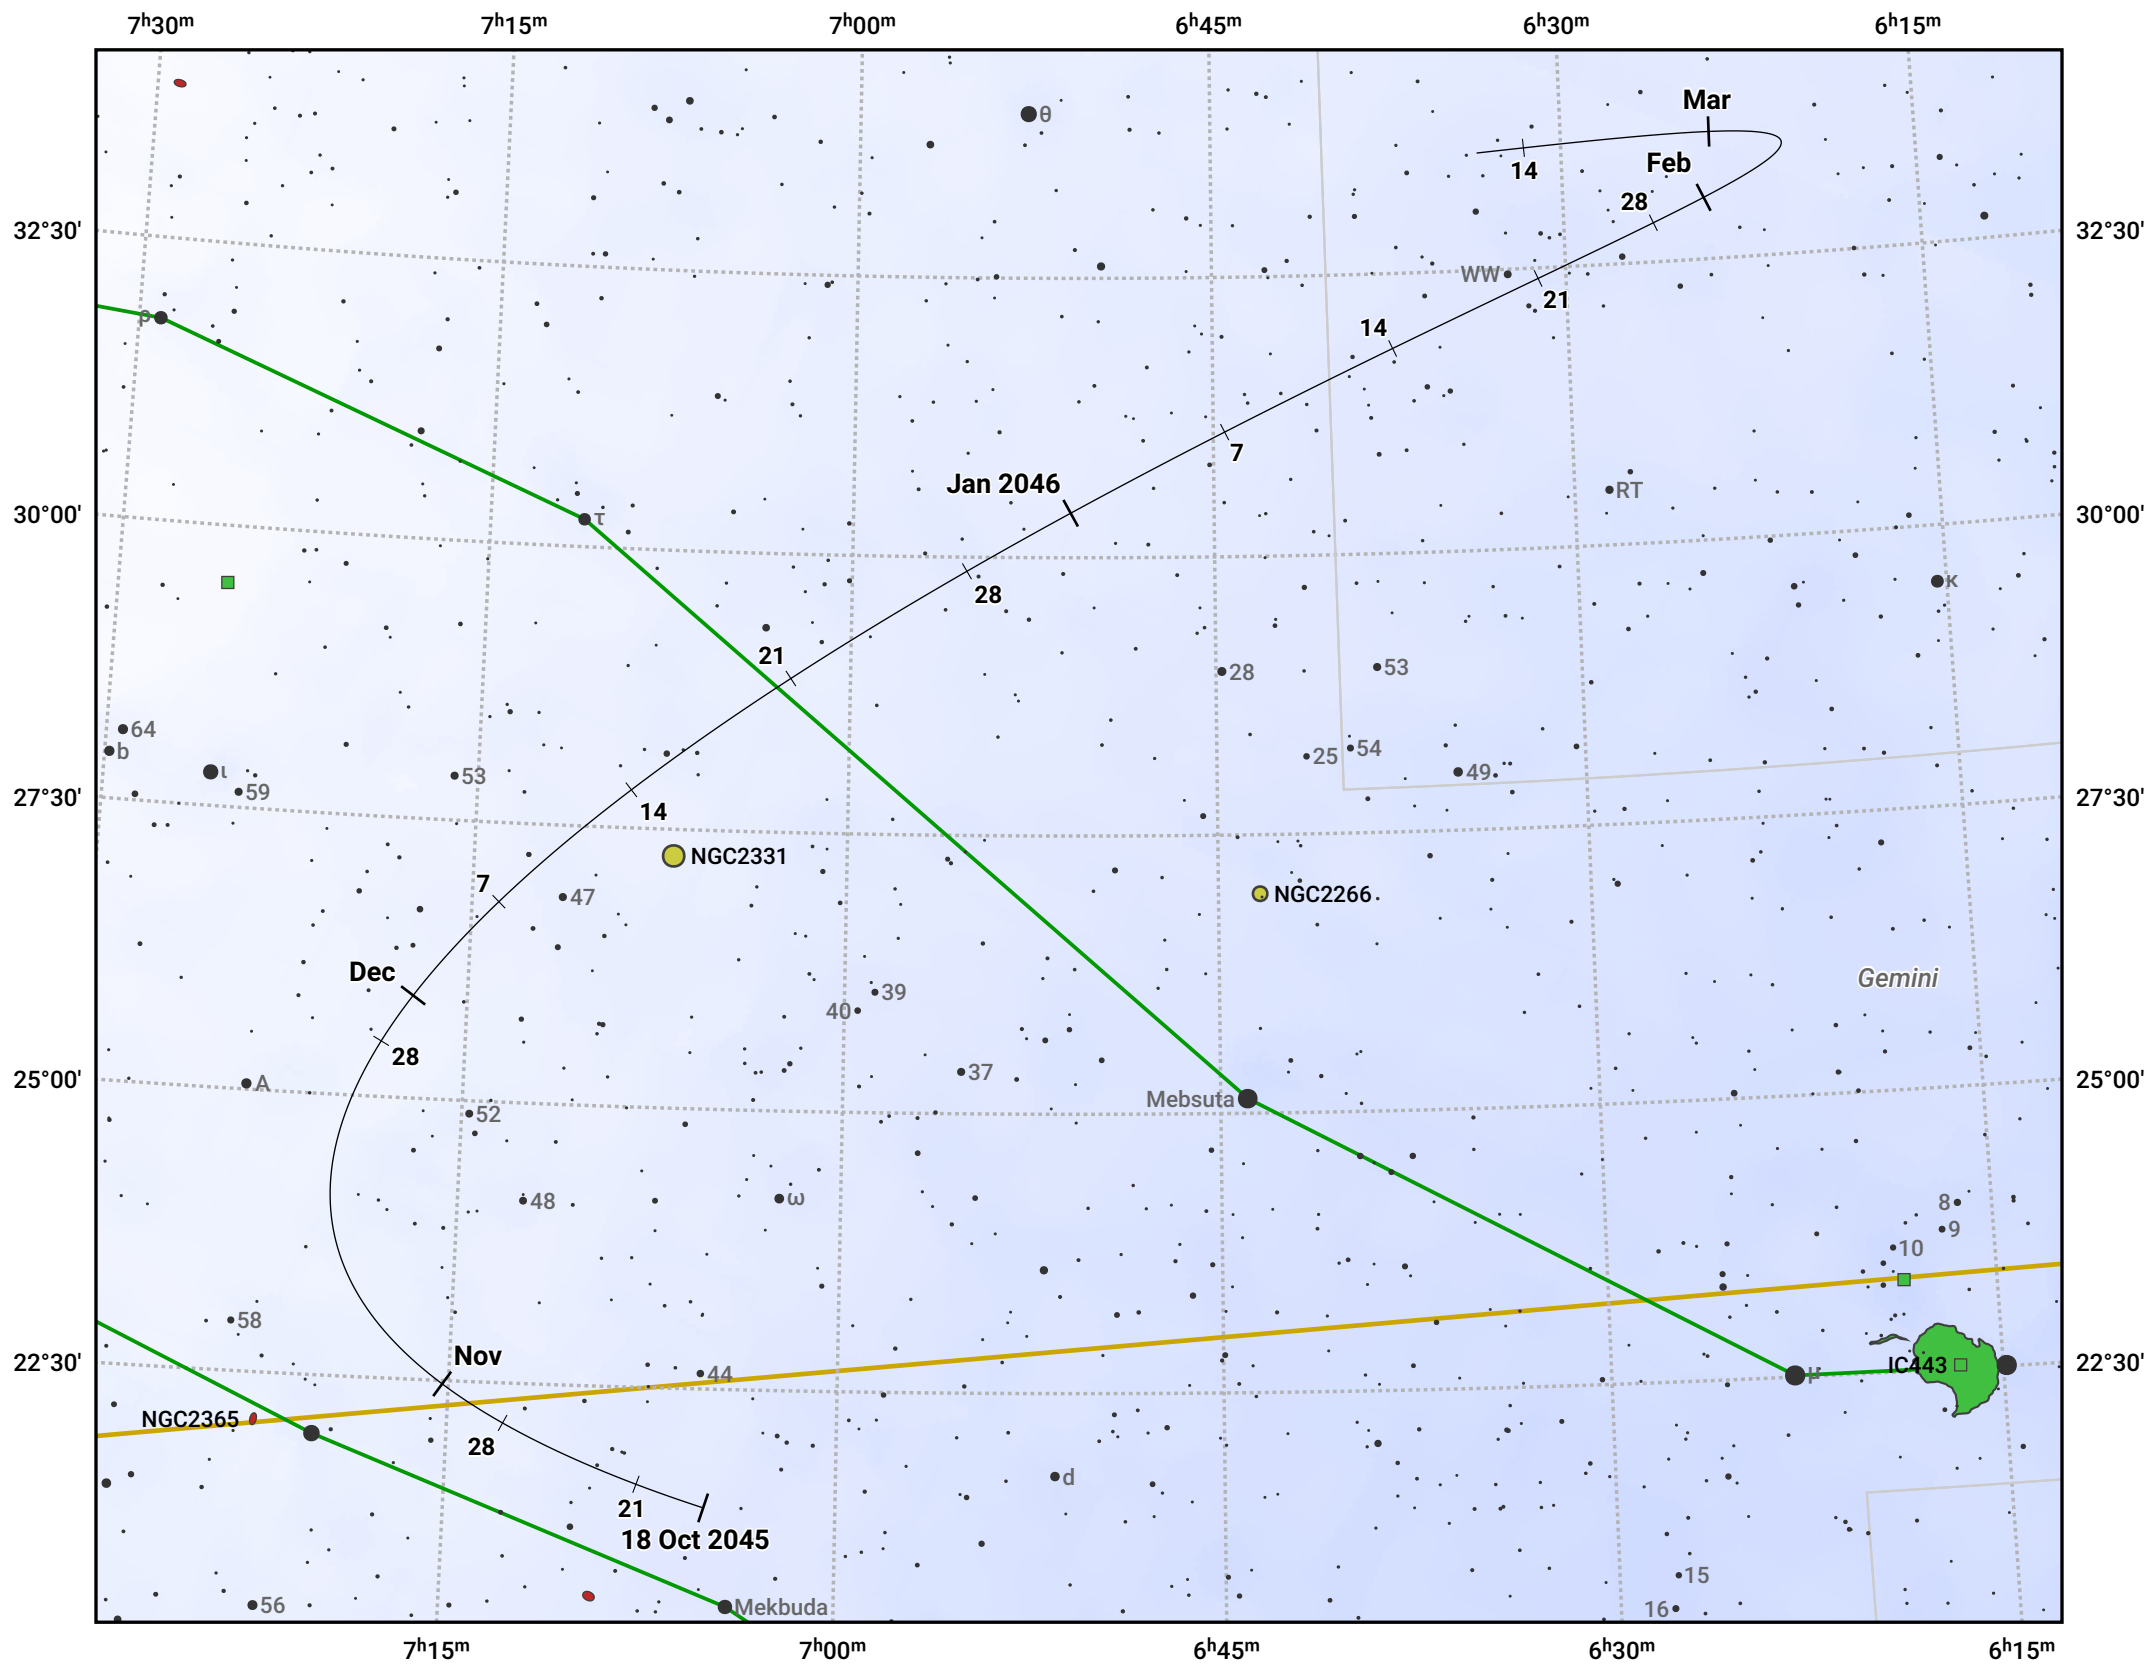 7ʰ30ᵐ 7ʰ15ᵐ 7ʰ00ᵐ 6ʰ45ᵐ 6ʰ30ᵐ 6ʰ15ᵐ
Mar
θ
Feb
14
28
32°30' 32°30'
WW
21
ρ
14
7
Jan 2046
RT
30°00' 30°00'
τ
κ
28
21
53
28
64
b
54
25
ι 53 49
59
27°30' 27°30'
14
NGC2331
7
NGC2266
47
Dec
Gemini
39
40
28
37
25°00' 25°00'
A
Mebsuta
52
ω
48
8
9
10
58
Nov
22°30' 22°30'
IC443
44
μ
NGC2365
28
d
21
18 Oct 2045
15
56
Mekbuda
16
7ʰ15ᵐ 7ʰ00ᵐ 6ʰ45ᵐ 6ʰ30ᵐ 6ʰ15ᵐ